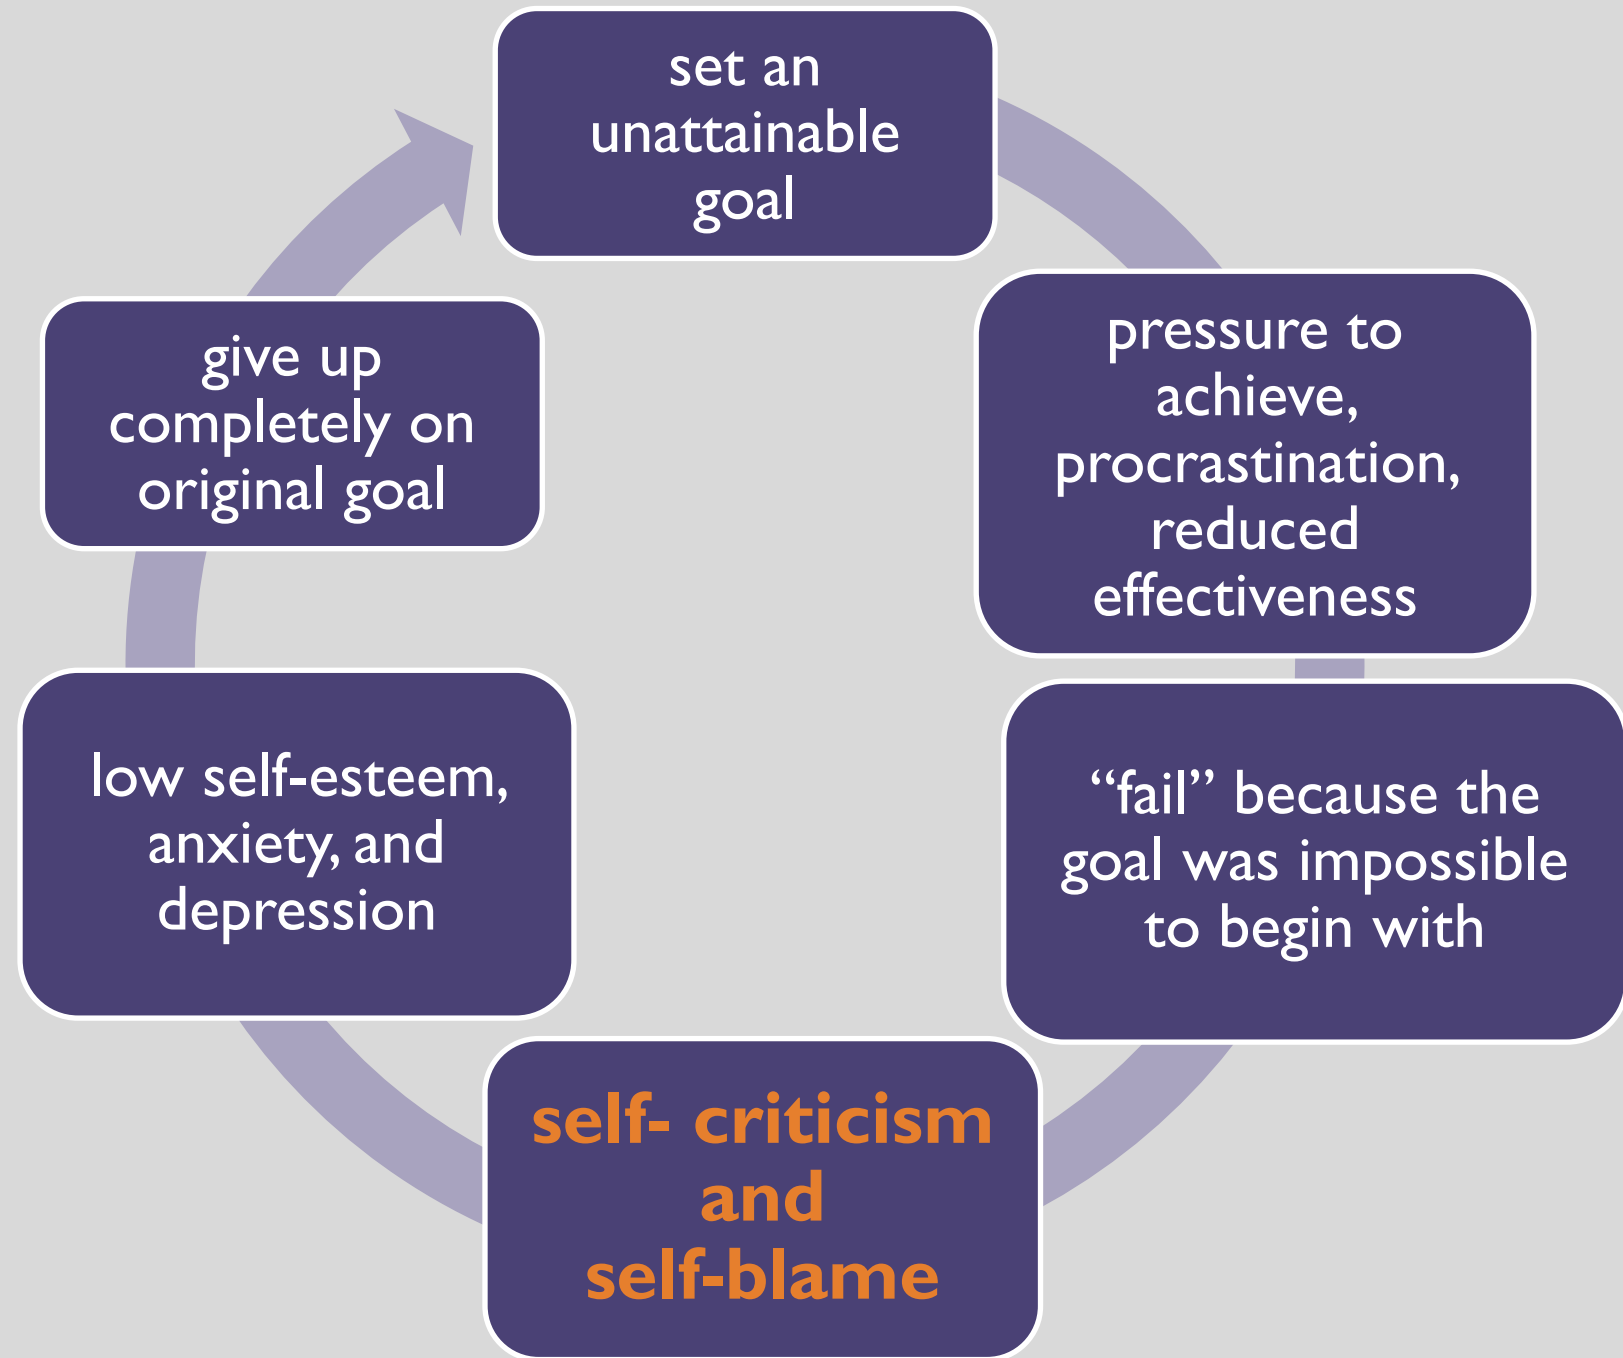 set an
unattainable
goal
pressure to
achieve,
procrastination,
reduced
effectiveness
“fail” because the
goal was impossible
to begin with
self- criticism
and
self-blame
low self-esteem,
anxiety, and
depression
give up
completely on
original goal